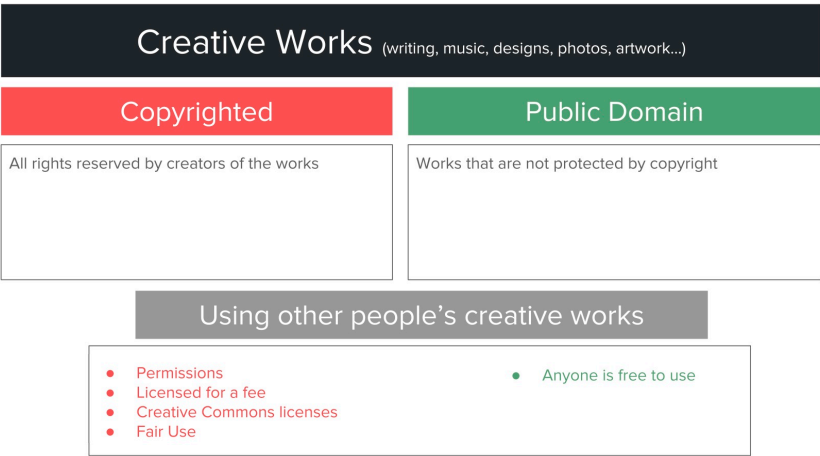 Creative Works (writing, music, designs, photos, artwork...)
Copyrighted
Public Domain
All rights reserved by creators of the works
Works that are not protected by copyright
Using other people’s creative works
● Permissions
● Licensed for a fee
● Creative Commons licenses
● Fair Use
● Anyone is free to use